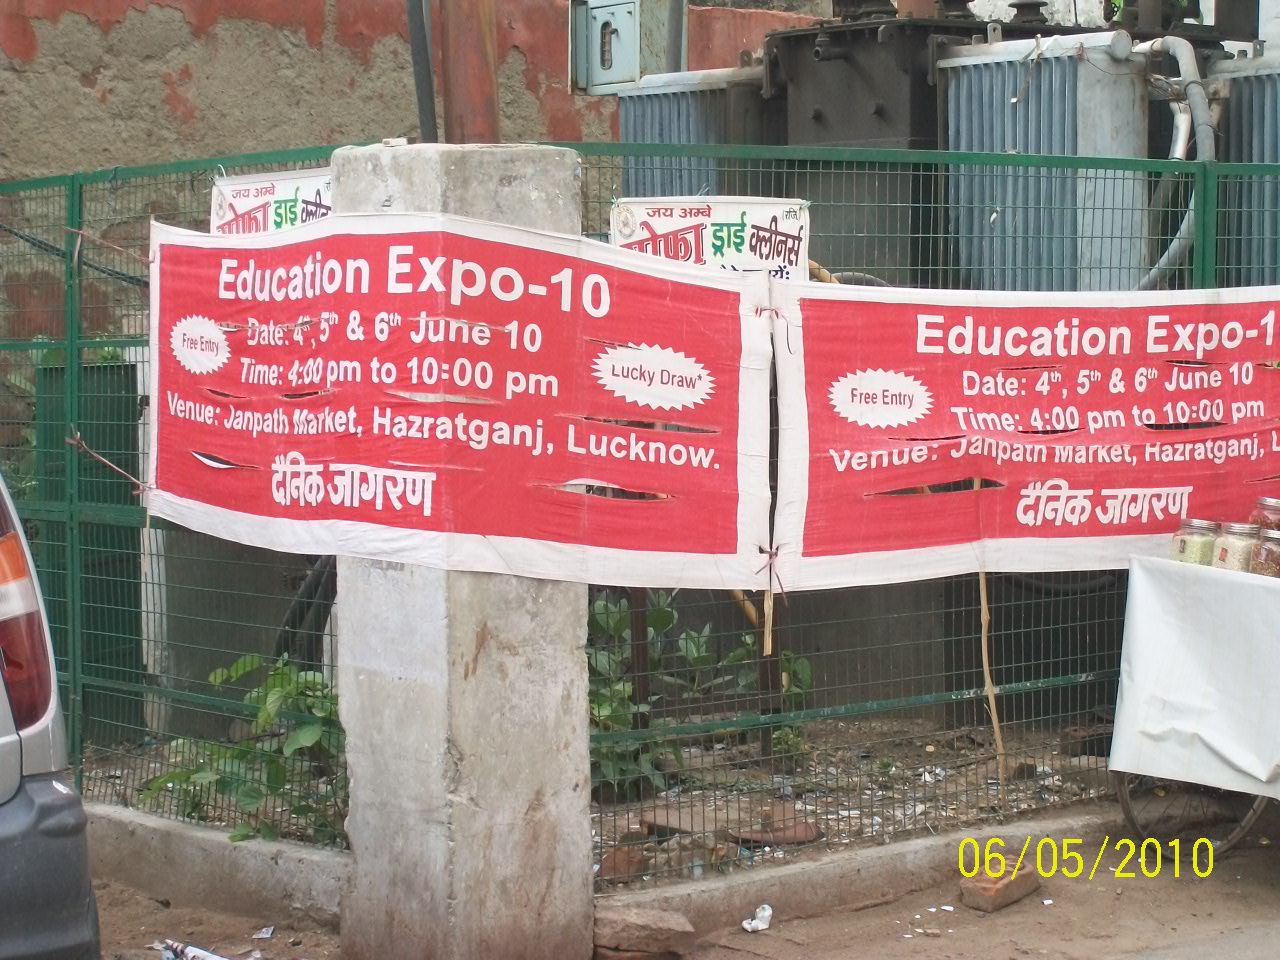 जय अम्बे
ड्राई क्लीनर्स
जय अम्बे
रजि.
ड्राई क्लीनर्स
Education Expo-10
Free Entry
Date: 4th, 5th & 6th June 10
Time: 4:00 pm to 10:00 pm
Lucky Draw*
Venue: Janpath Market, Hazratganj, Lucknow.
दैनिक जागरण
Education Expo-1
Free Entry
Date: 4th, 5th & 6th June 10
Time: 4:00 pm to 10:00 pm
Venue: Janpath Market, Hazratganj, L
दैनिक जागरण
06/05/2010